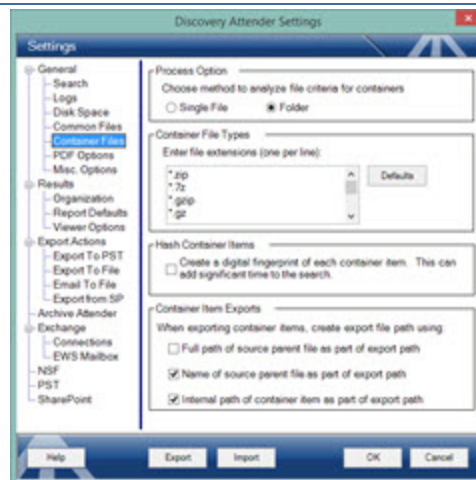 Discovery Attender Settings
Settings
General
Search
Logs
Disk Space
Common Files
Container Files
PDF Options
Misc. Options
Results
Organization
Report Defaults
Viewer Options
Export Actions
Export To PST
Export To File
Email To File
Export from SP
Archive Attender
Exchange
Connections
EWS Mailbox
NSF
PST
SharePoint
Process Option
Choose method to analyze file criteria for containers
Single File
Folder
Container File Types
Enter file extensions (one per line):
*.zip
*.7z
*.gzip
*.gz
Defaults
Hash Container Items
Create a digital fingerprint of each container item. This can
add significant time to the search.
Container Item Exports
When exporting container items, create export file path using:
Full path of source parent file as part of export path
Name of source parent file as part of export path
Internal path of container item as part of export path
Help
Export
Import
OK
Cancel